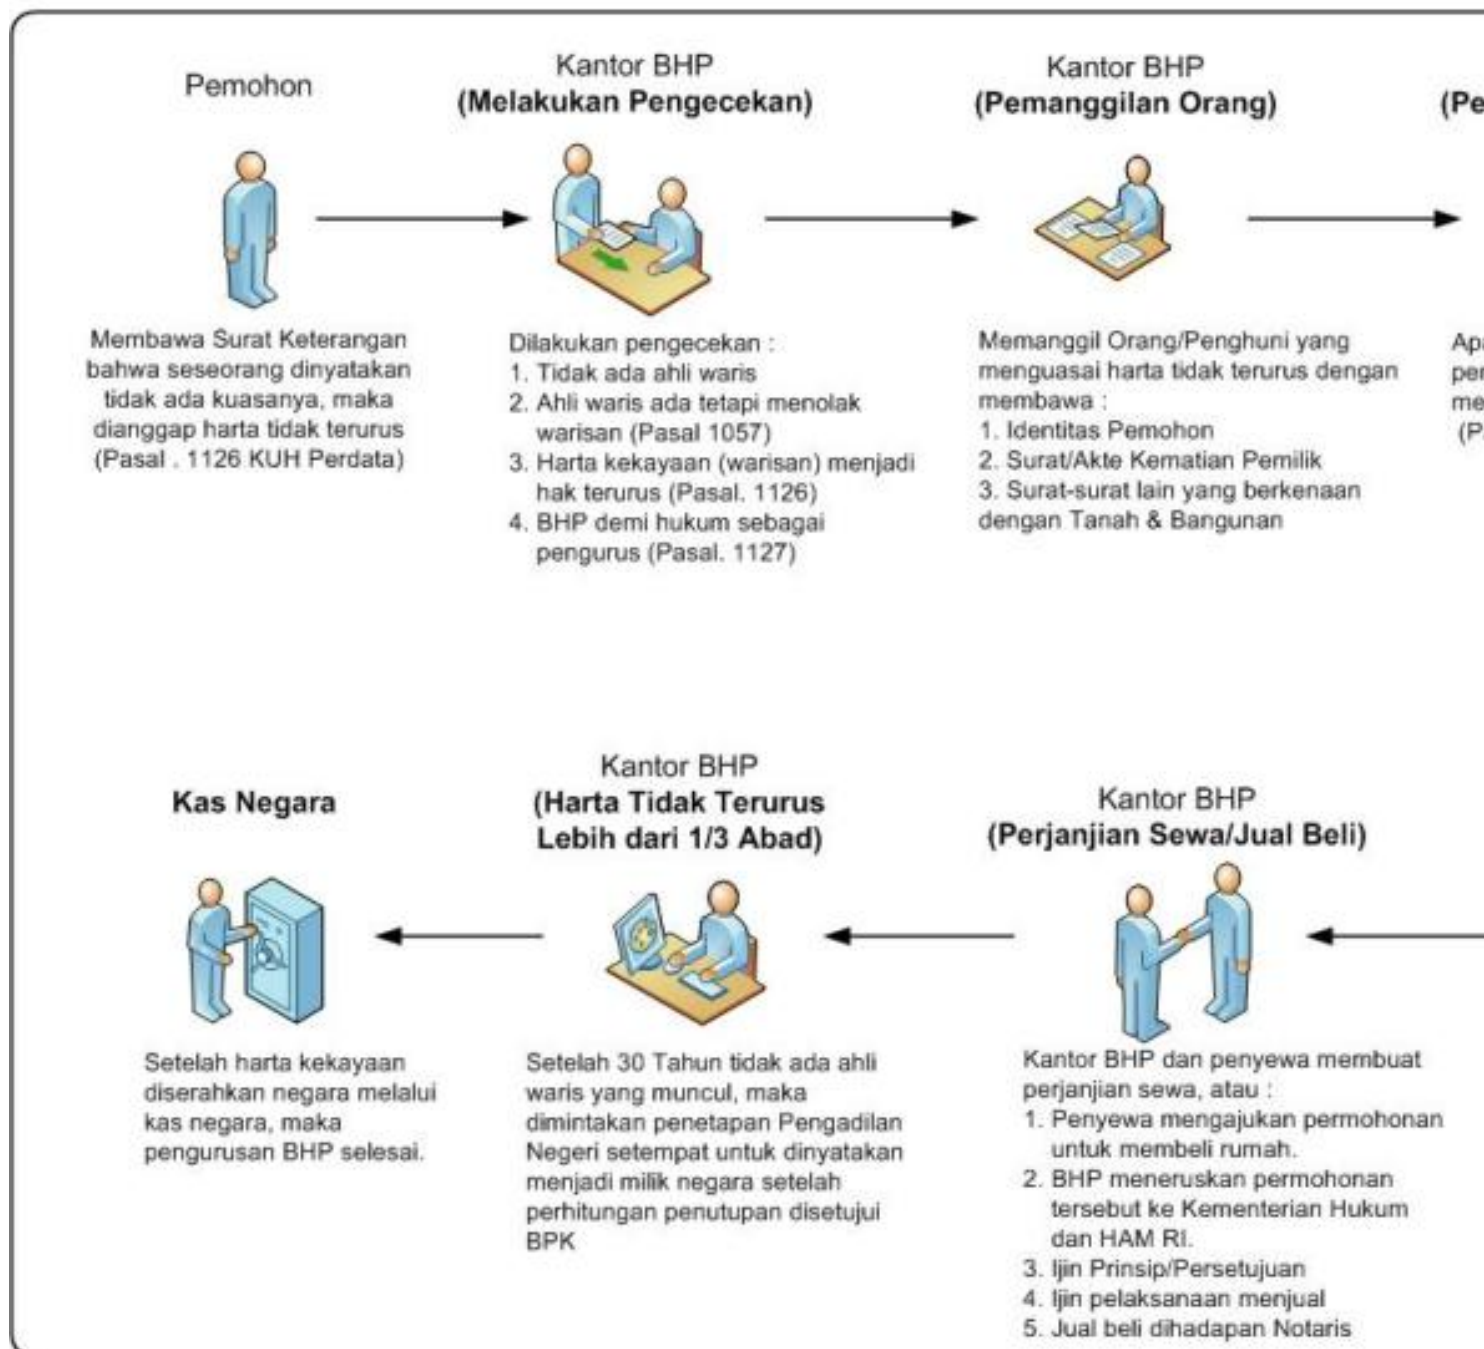 Pemohon
Membawa Surat Keterangan
bahwa seseorang dinyatakan
tidak ada kuasanya, maka
dianggap harta tidak terurus
(Pasal . 1126 KUH Perdata)
Kantor BHP
(Melakukan Pengecekan)
Dilakukan pengecekan :
1. Tidak ada ahli waris
2. Ahli waris ada tetapi menolak
warisan (Pasal 1057)
3. Harta kekayaan (warisan) menjadi
hak terurus (Pasal. 1126)
4. BHP demi hukum sebagai
pengurus (Pasal. 1127)
Kantor BHP
(Pemanggilan Orang)
Memanggil Orang/Penghuni yang
menguasai harta tidak terurus dengan
membawa :
1. Identitas Pemohon
2. Surat/Akte Kematian Pemilik
3. Surat-surat lain yang berkenaan
dengan Tanah & Bangunan
Kas Negara
Setelah harta kekayaan
diserahkan negara melalui
kas negara, maka
pengurusan BHP selesai.
Kantor BHP
(Harta Tidak Terurus
Lebih dari 1/3 Abad)
Setelah 30 Tahun tidak ada ahli
waris yang muncul, maka
dimintakan penetapan Pengadilan
Negeri setempat untuk dinyatakan
menjadi milik negara setelah
perhitungan penutupan disetujui
BPK
Kantor BHP
(Perjanjian Sewa/Jual Beli)
Kantor BHP dan penyewa membuat
perjanjian sewa, atau :
1. Penyewa mengajukan permohonan
untuk membeli rumah.
2. BHP meneruskan permohonan
tersebut ke Kementerian Hukum
dan HAM RI.
3. Ijin Prinsip/Persetujuan
4. Ijin pelaksanaan menjual
5. Jual beli dihadapan Notaris